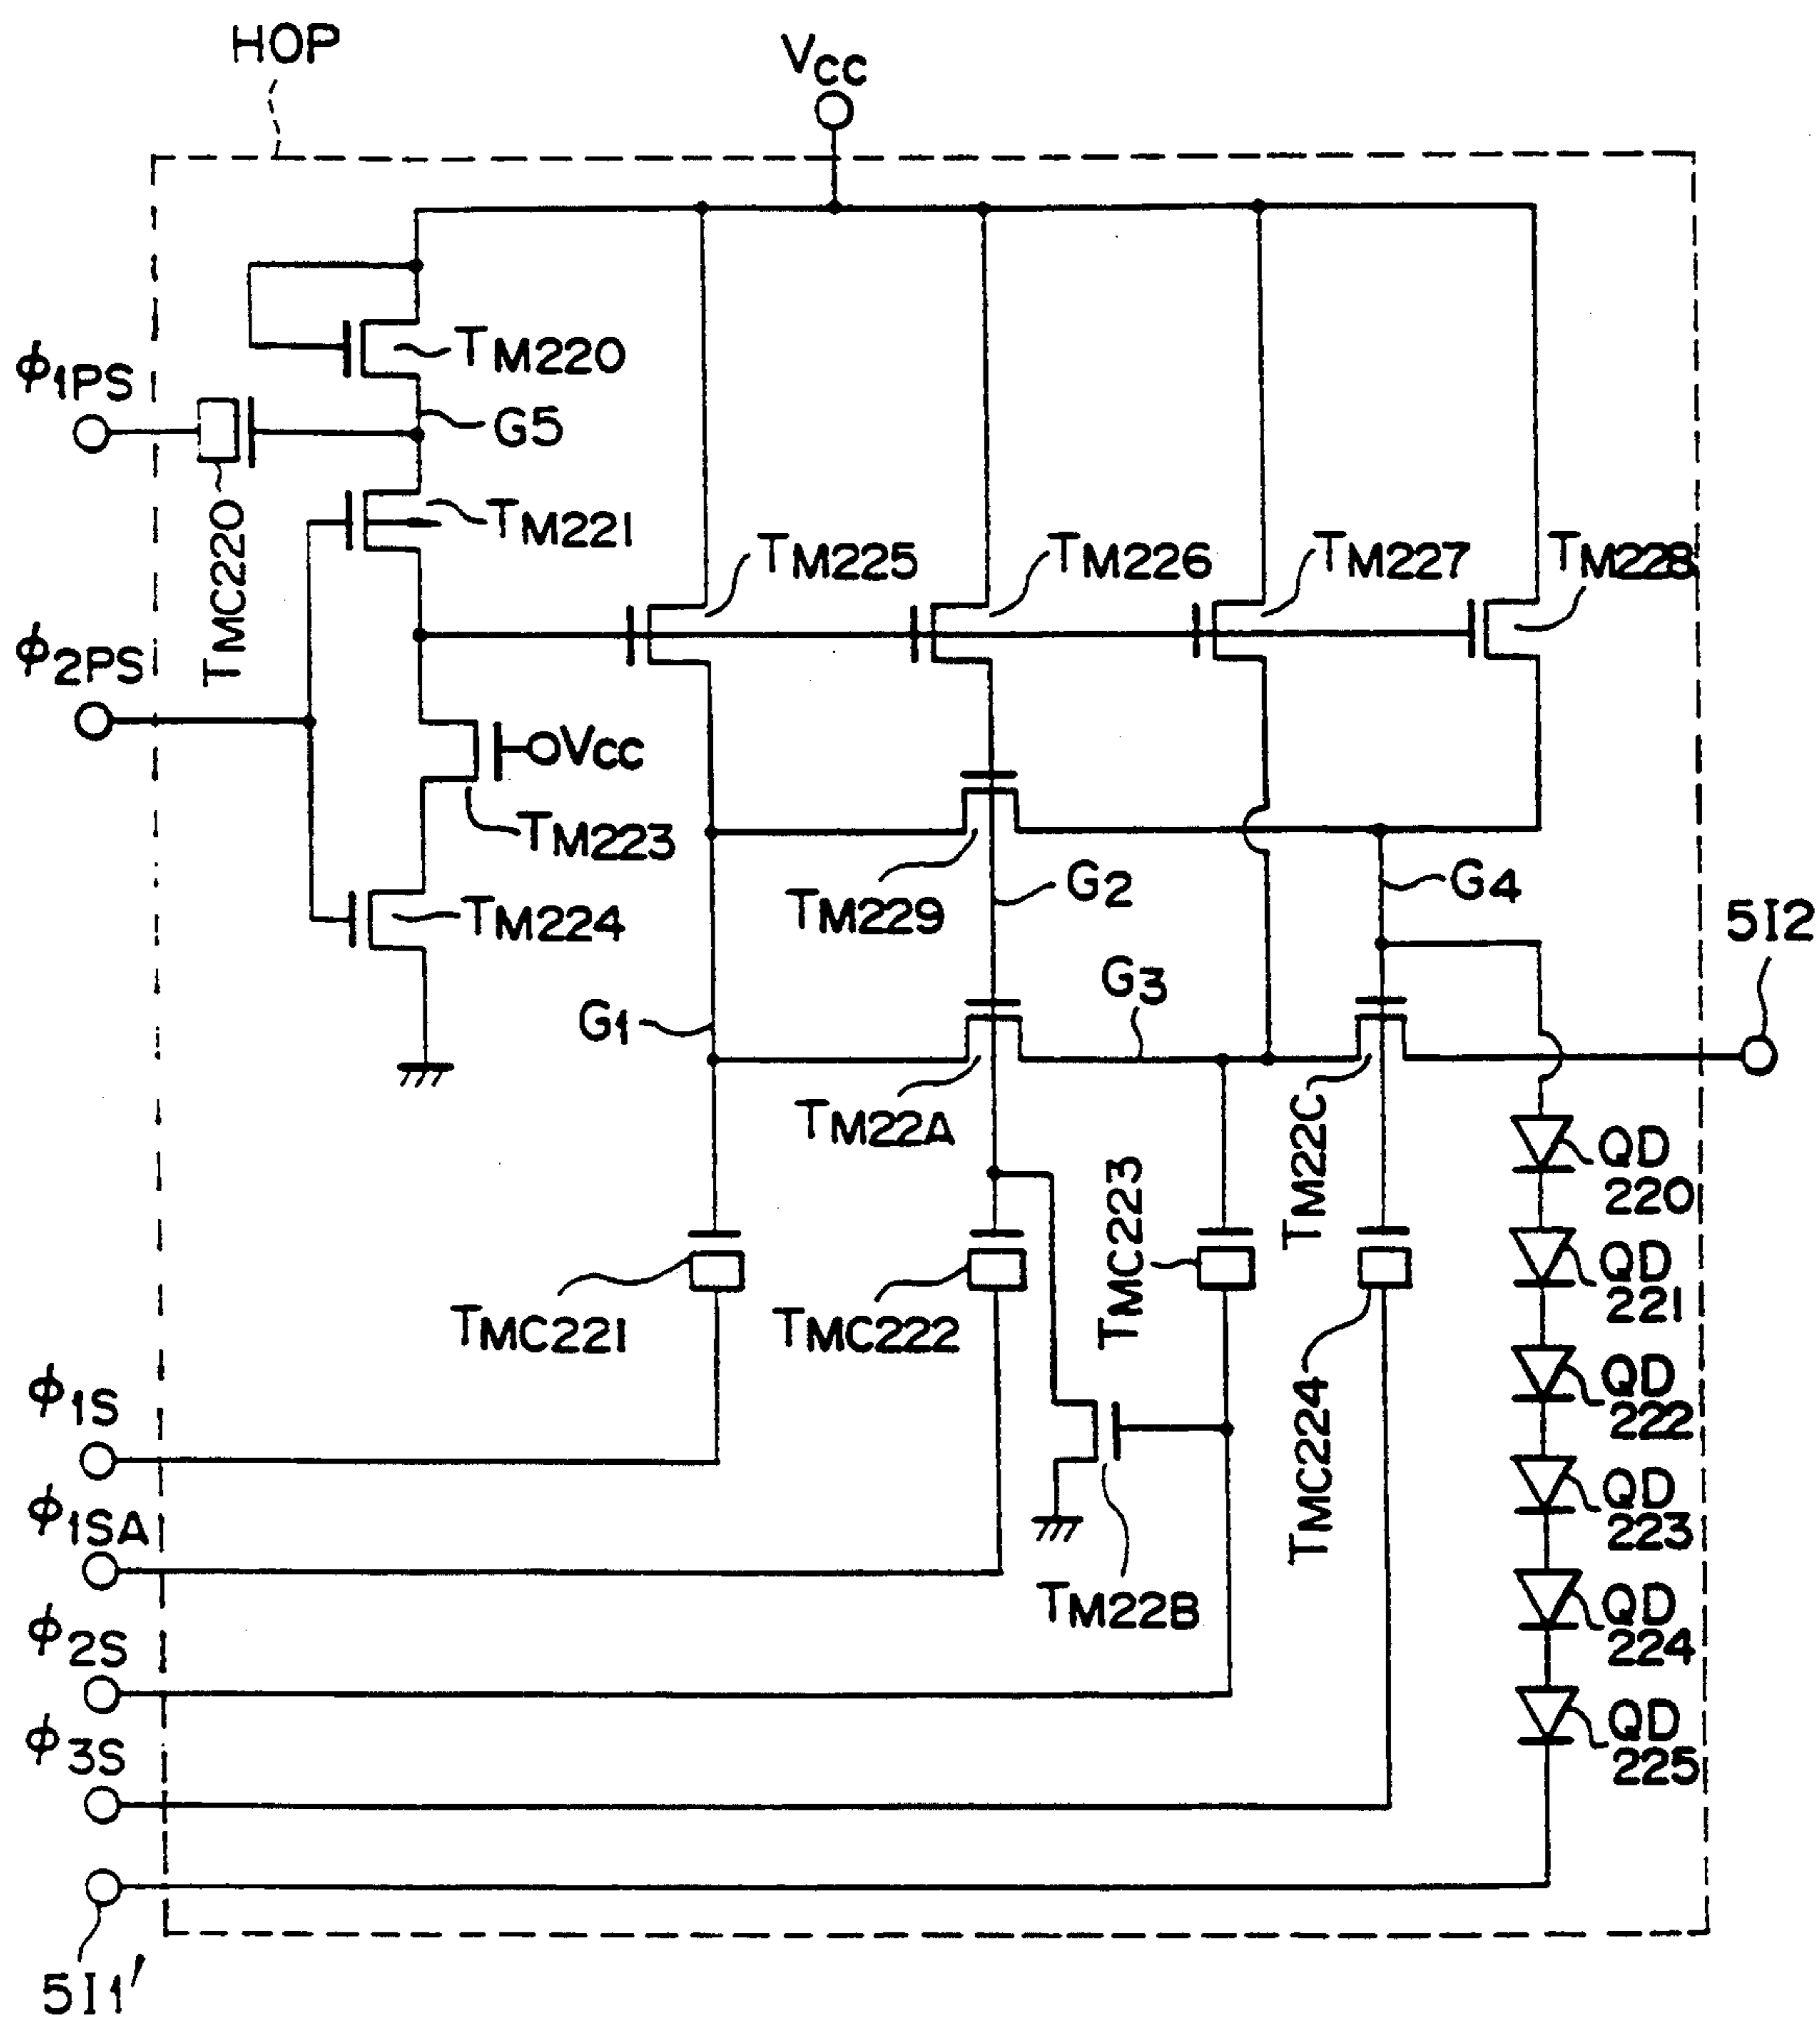 HOP
VCC
TM220
ϕ1PS
G5
TMC220
TM221
TM225
TM226
TM227
TM228
ϕ2PS
VCC
TM223
TM229
G2
G4
TM224
5I2
G1
G3
TM22A
TM22C
TMC223
QD
220
QD
221
TMC221
TMC222
TMC224
QD
222
ϕ1S
QD
223
ϕ1SA
TM22B
QD
224
ϕ2S
QD
225
ϕ3S
5I1′